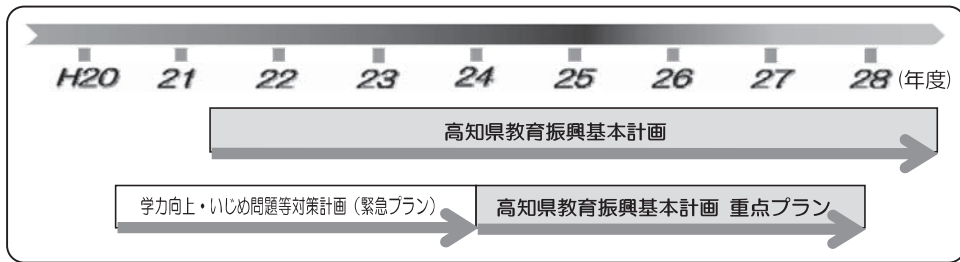 H20 21 22 23 24 25 26 27 28 (年度)
高知県教育振興基本計画
学力向上・いじめ問題等対策計画（緊急プラン） 高知県教育振興基本計画 重点プラン